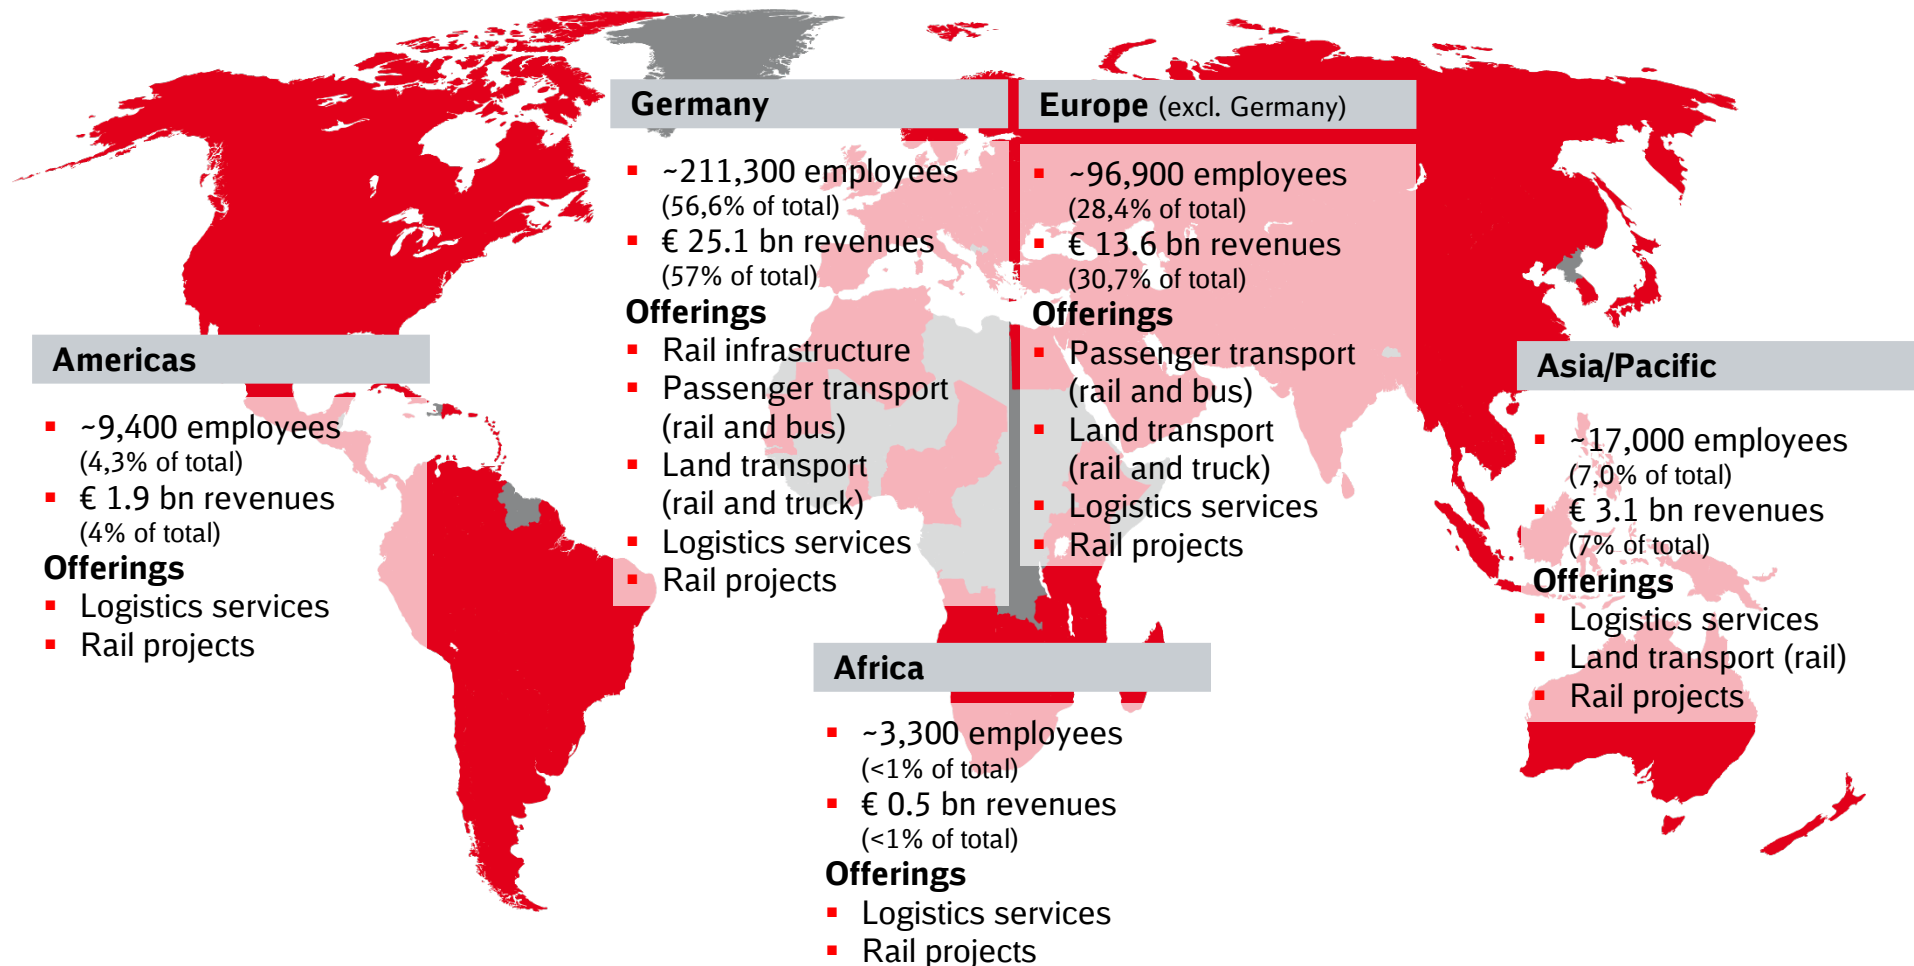 Germany
~211,300 employees
(56,6% of total)
€ 25.1 bn revenues
(57% of total)
Offerings
Rail infrastructure
Passenger transport
(rail and bus)
Land transport
(rail and truck)
Logistics services
Rail projects
Europe (excl. Germany)
~96,900 employees
(28,4% of total)
€ 13.6 bn revenues
(30,7% of total)
Offerings
Passenger transport
(rail and bus)
Land transport
(rail and truck)
Logistics services
Rail projects
Americas
~9,400 employees
(4,3% of total)
€ 1.9 bn revenues
(4% of total)
Offerings
Logistics services
Rail projects
Asia/Pacific
~17,000 employees
(7,0% of total)
€ 3.1 bn revenues
(7% of total)
Offerings
Logistics services
Land transport (rail)
Rail projects
Africa
~3,300 employees
(<1% of total)
€ 0.5 bn revenues
(<1% of total)
Offerings
Logistics services
Rail projects